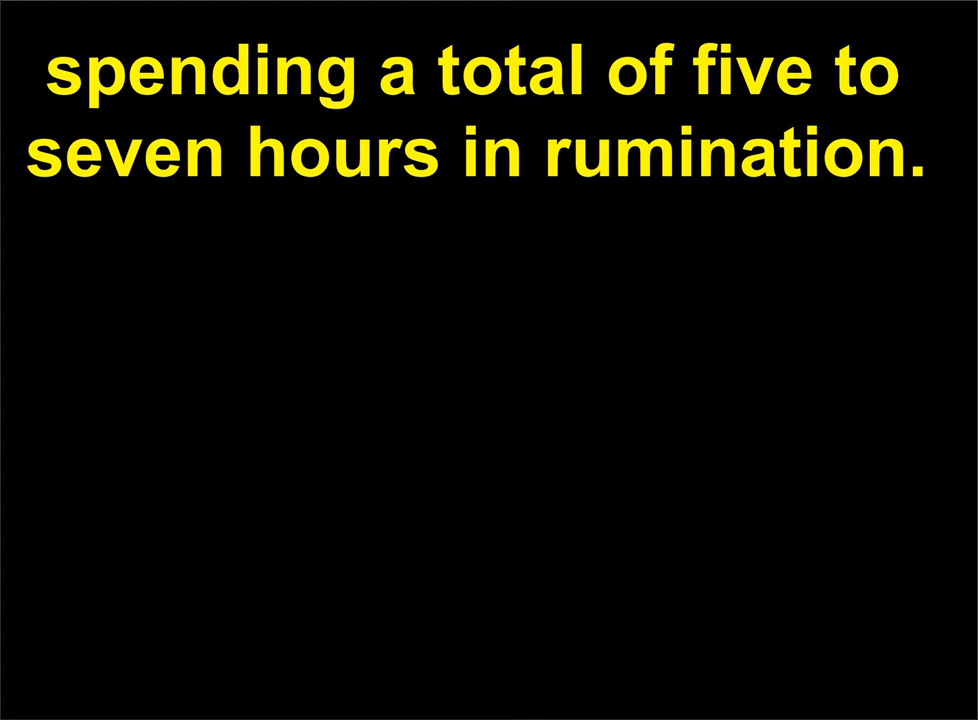 spending a total of five to
seven hours in rumination.